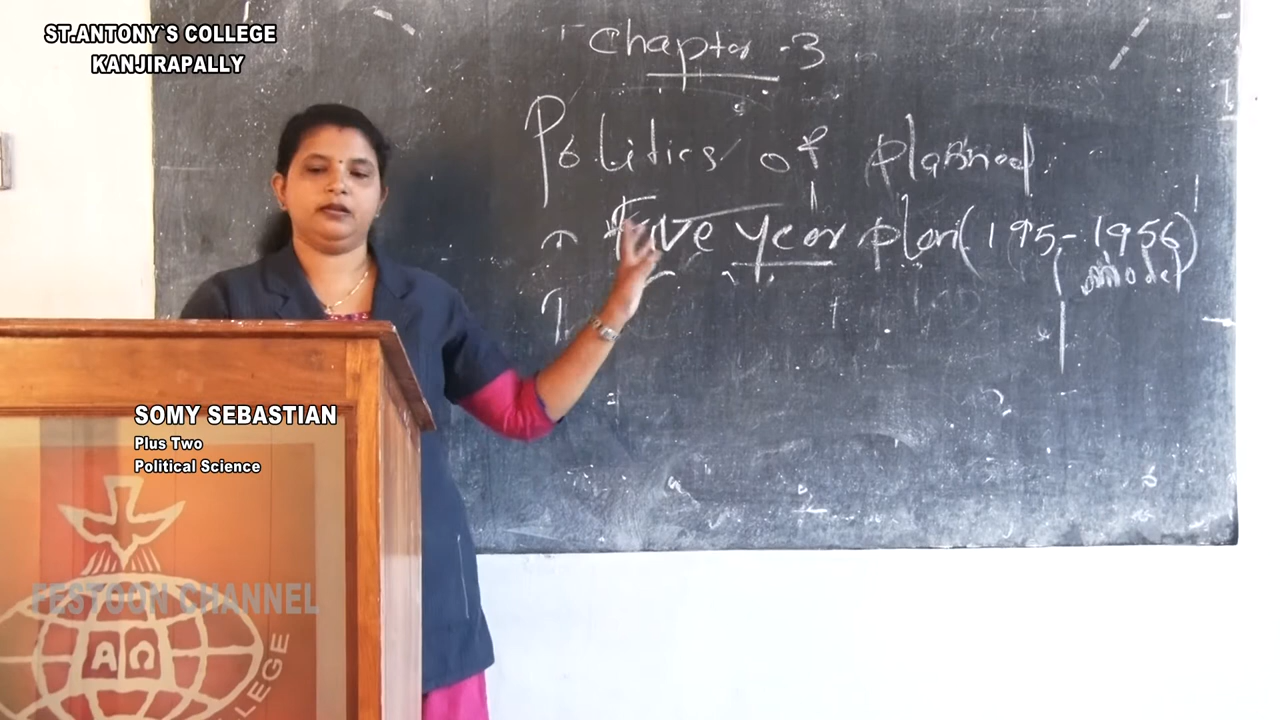 ST.ANTONY`S COLLEGE
KANJIRAPALLY
Chapter - 3
Politics of planned
Five year plan (195 - 1956)
model
SOMY SEBASTIAN
Plus Two
Political Science
FESTOON CHANNEL
Α Ω
LLEGE